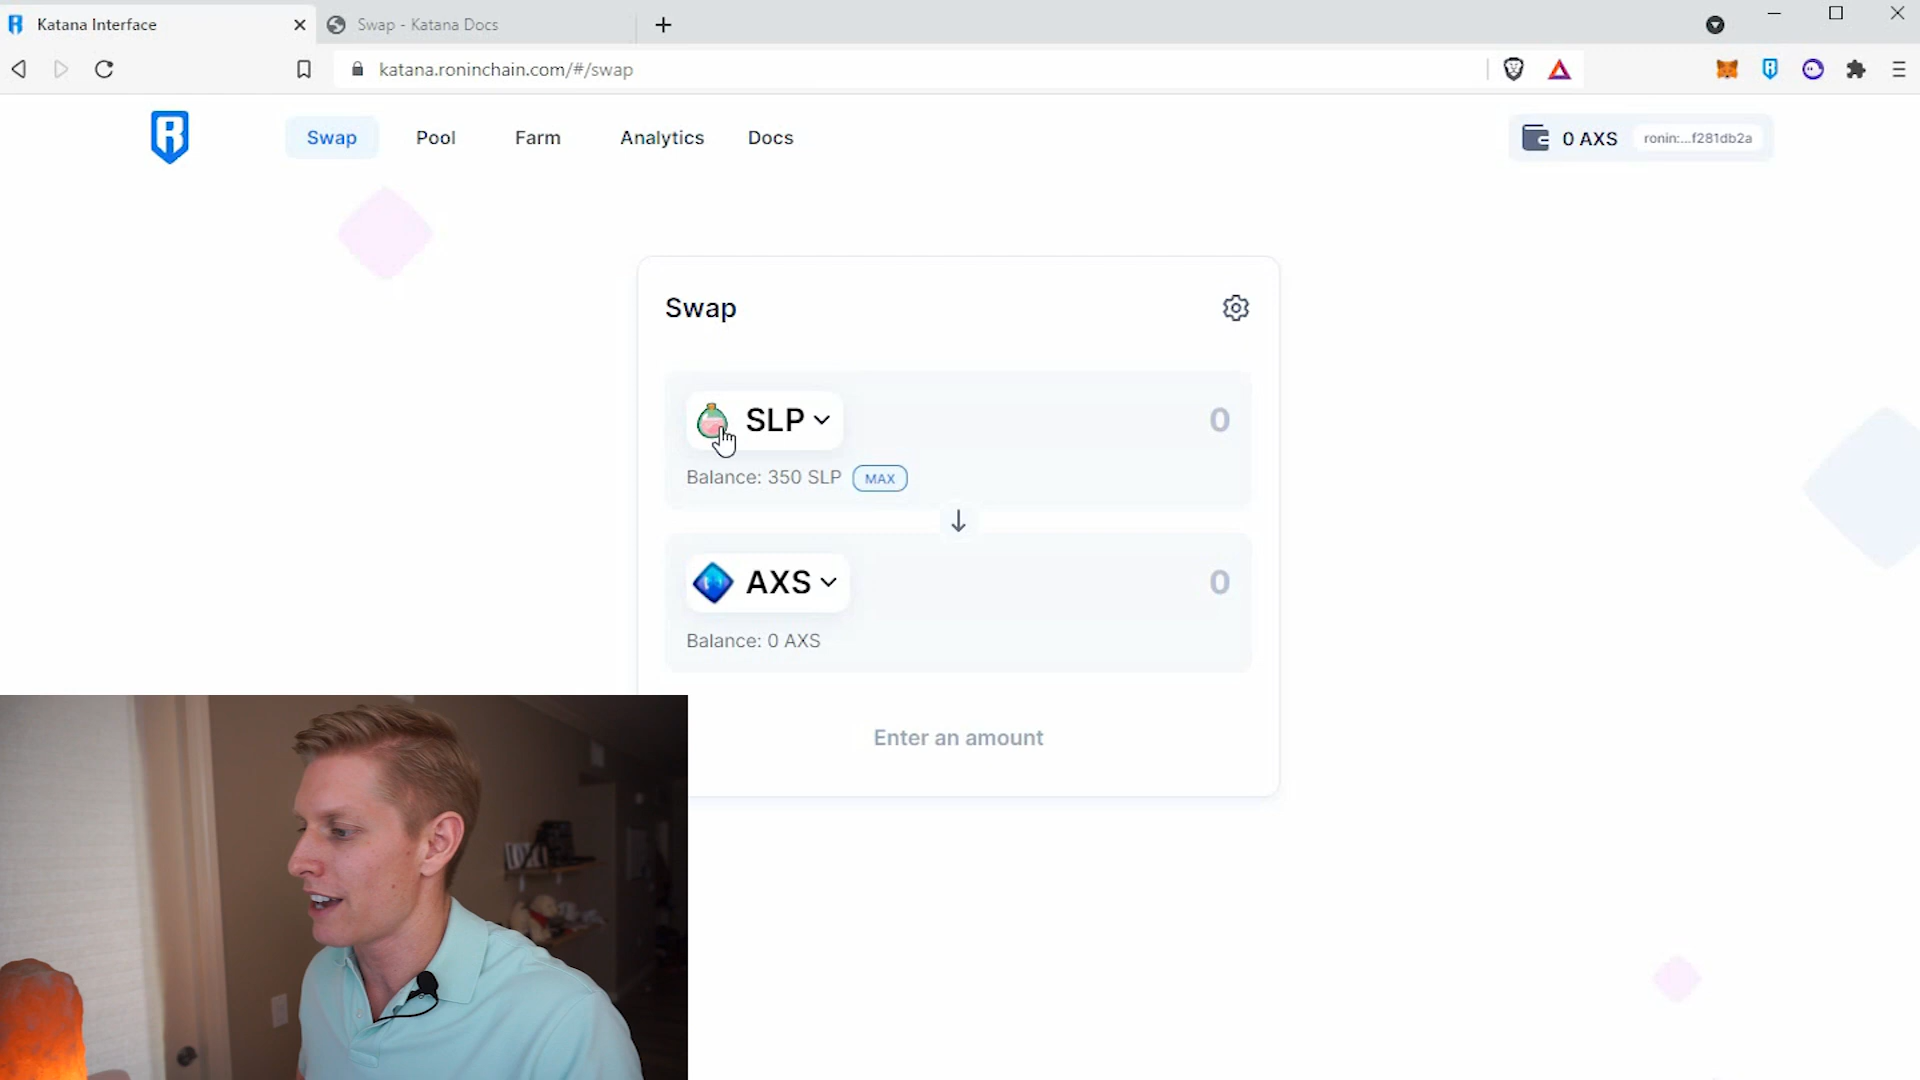 Katana Interface
Swap - Katana Docs
katana.roninchain.com/#/swap
Swap
Pool
Farm
Analytics
Docs
0 AXS
ronin:...f281db2a
Swap
SLP
0
Balance: 350 SLP
MAX
AXS
0
Balance: 0 AXS
Enter an amount